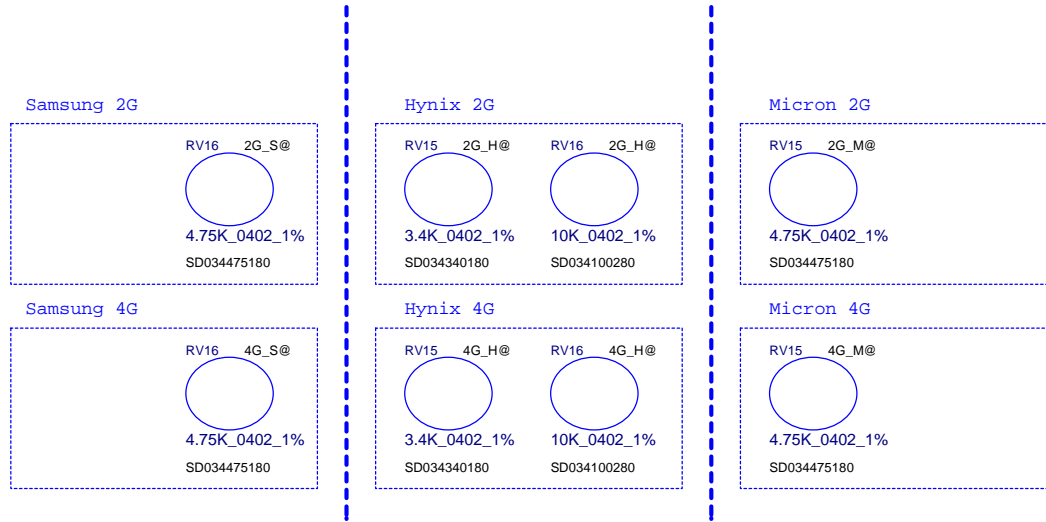 Samsung 2G
RV16 2G_S@
4.75K_0402_1%
SD034475180
Hynix 2G
RV15 2G_H@ RV16 2G_H@
3.4K_0402_1% 10K_0402_1%
SD034340180 SD034100280
Micron 2G
RV15 2G_M@
4.75K_0402_1%
SD034475180
Samsung 4G
RV16 4G_S@
4.75K_0402_1%
SD034475180
Hynix 4G
RV15 4G_H@ RV16 4G_H@
3.4K_0402_1% 10K_0402_1%
SD034340180 SD034100280
Micron 4G
RV15 4G_M@
4.75K_0402_1%
SD034475180